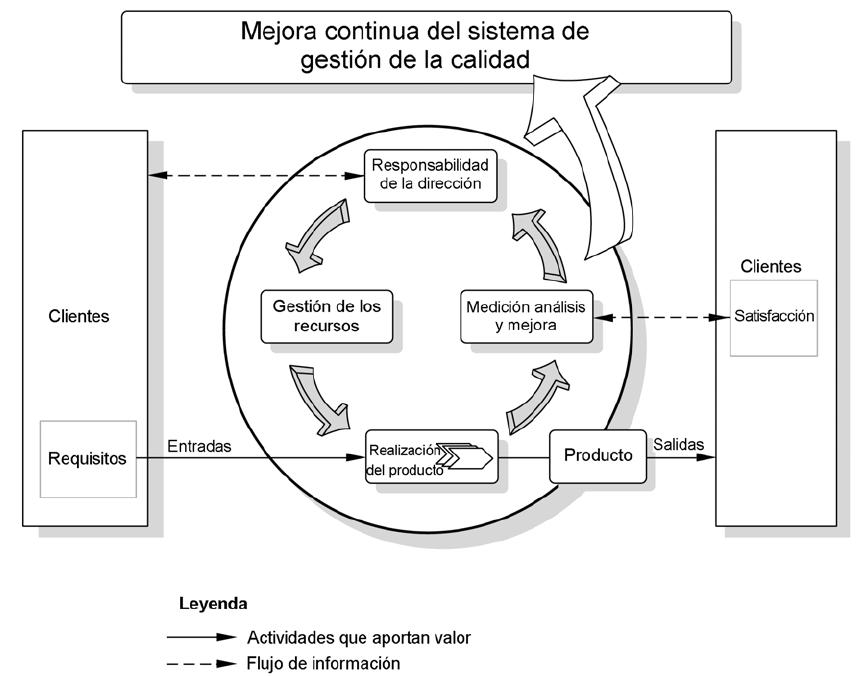 Mejora continua del sistema de
gestión de la calidad
Responsabilidad
de la dirección
Clientes
Gestión de los
recursos
Medición análisis
y mejora
Clientes
Satisfacción
Requisitos
Entradas
Realización
del producto
Producto
Salidas
Leyenda
Actividades que aportan valor
Flujo de información